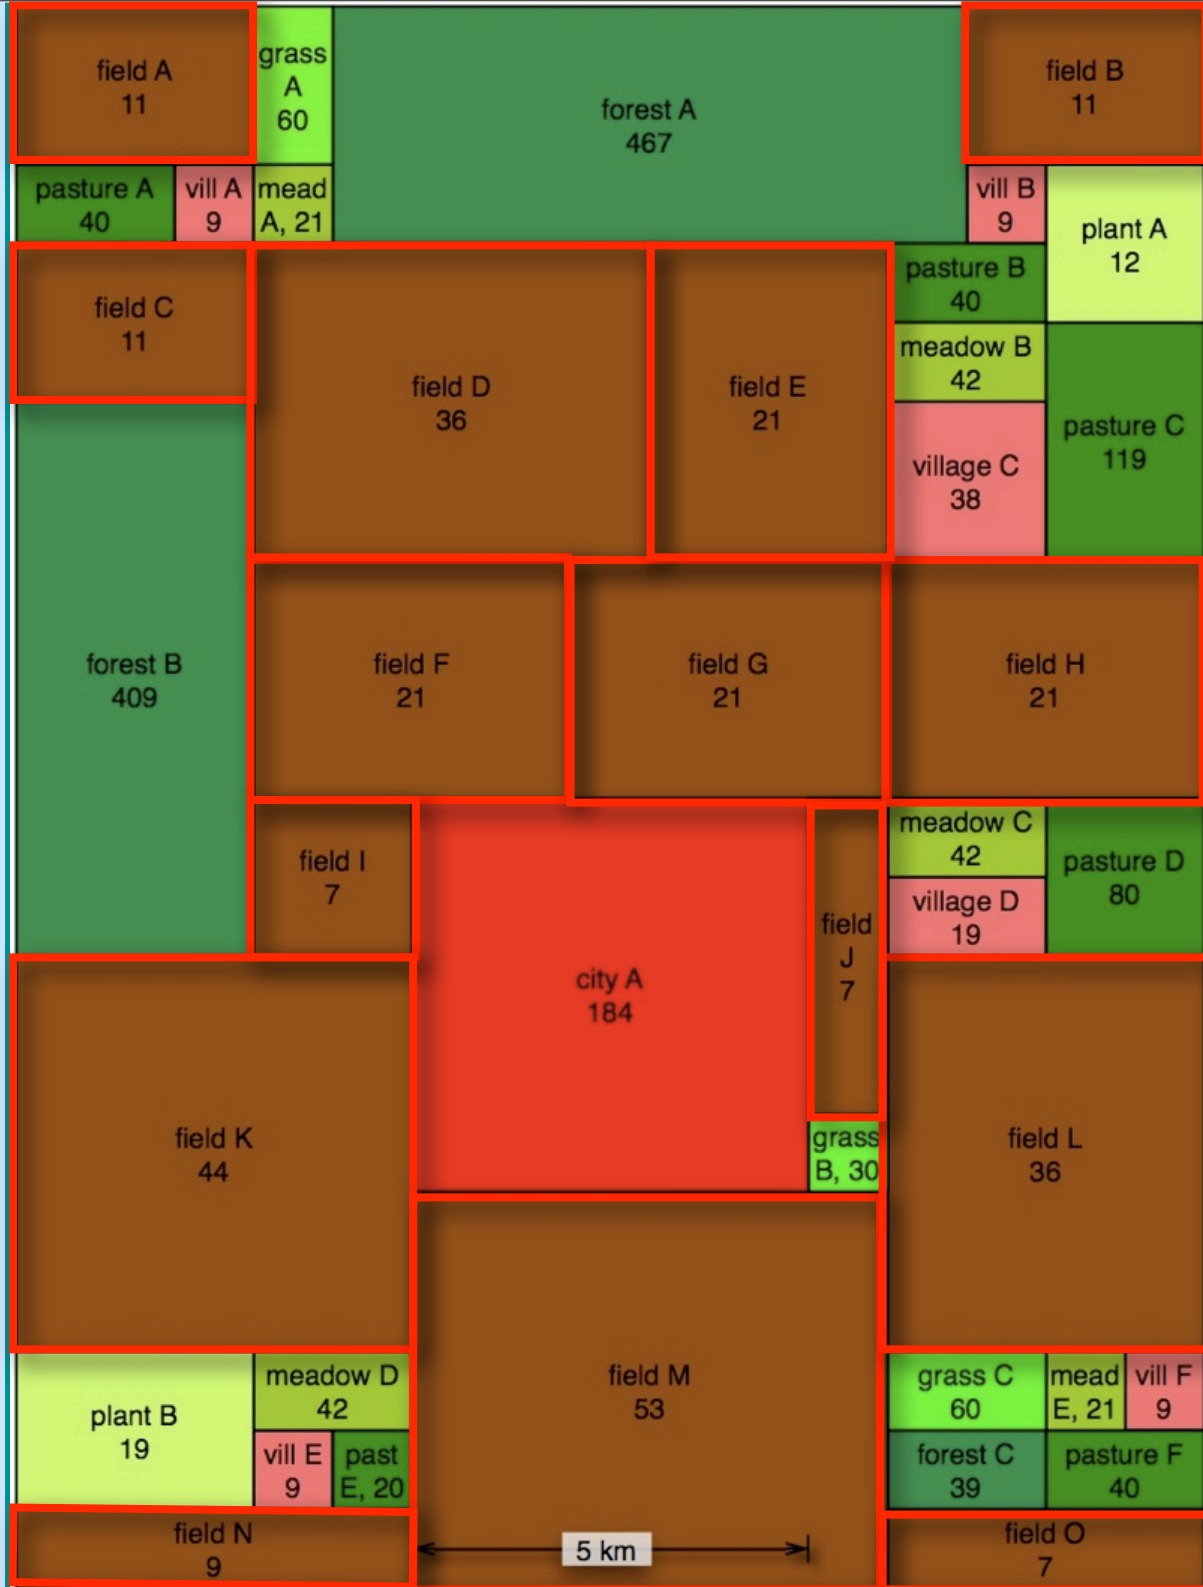 field A
11
grass
A
60
forest A
467
field B
11
pasture A
40
vill A
9
mead
A, 21
vill B
9
plant A
12
field C
11
field D
36
field E
21
pasture B
40
meadow B
42
village C
38
pasture C
119
forest B
409
field F
21
field G
21
field H
21
field I
7
city A
184
field
J
7
meadow C
42
village D
19
pasture D
80
grass
B, 30
field K
44
field L
36
plant B
19
meadow D
42
vill E
9
past
E, 20
field M
53
grass C
60
mead
E, 21
vill F
9
forest C
39
pasture F
40
field N
9
5 km
field O
7